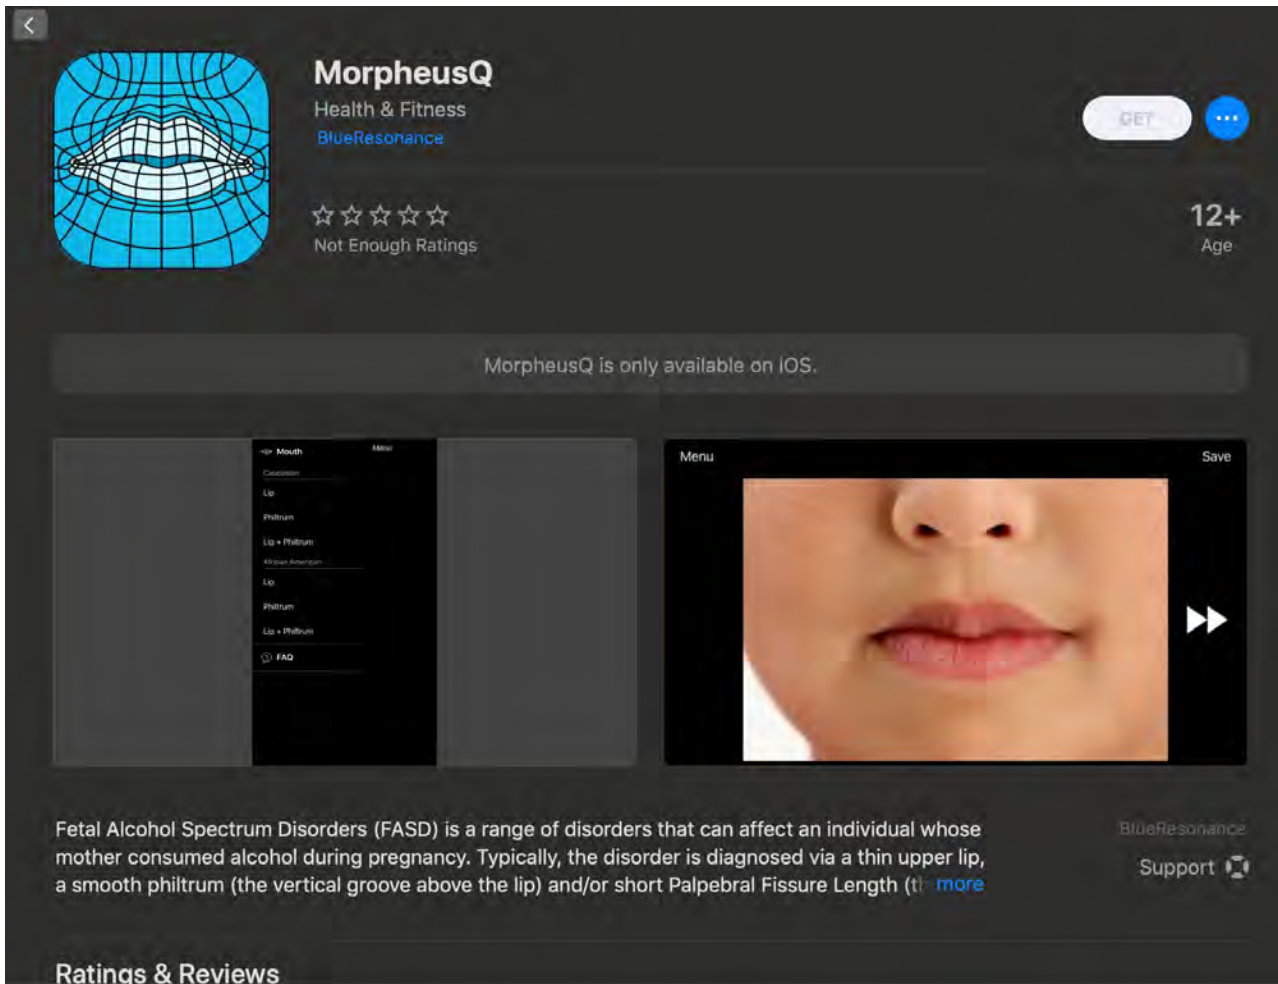 MorpheusQ
Health & Fitness
BlueResonance
GET
Not Enough Ratings
12+
Age
MorpheusQ is only available on iOS.
Mouth
Menu
Caucasian
Lip
Philtrum
Lip + Philtrum
African American
Lip
Philtrum
Lip + Philtrum
FAQ
Menu
Save
Fetal Alcohol Spectrum Disorders (FASD) is a range of disorders that can affect an individual whose
mother consumed alcohol during pregnancy. Typically, the disorder is diagnosed via a thin upper lip,
a smooth philtrum (the vertical groove above the lip) and/or short Palpebral Fissure Length (th more
BlueResonance
Support
Ratings & Reviews